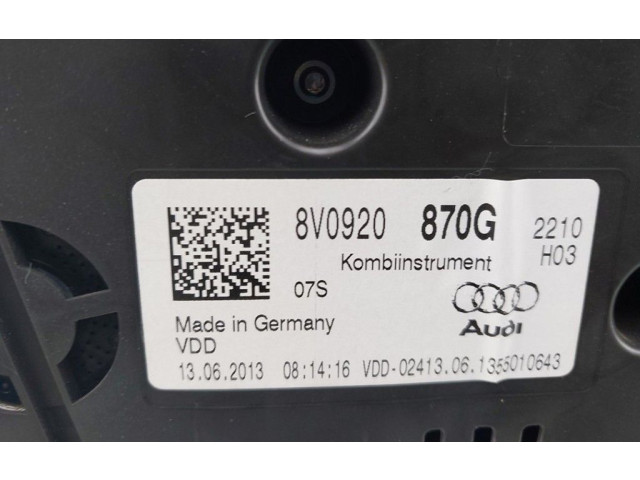 8V0920 870G 2210
Kombiinstrument H03
07S
Made in Germany Audi
VDD
13.06.2013 08:14:16 VDD-02413.06.1355010643